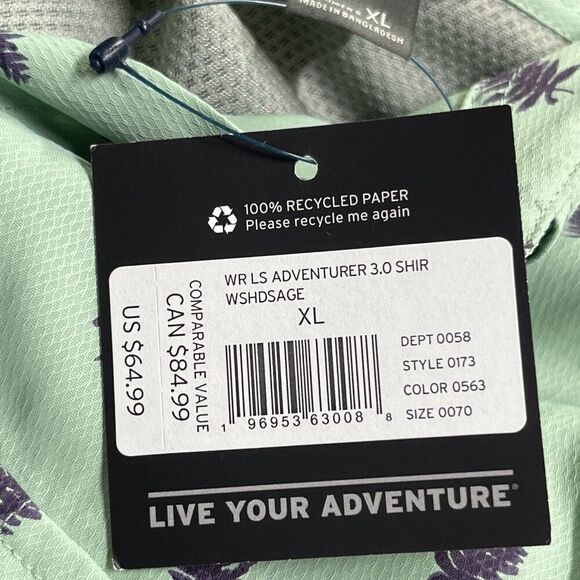 XL
MADE IN BANGLADESH
100% RECYCLED PAPER
Please recycle me again
WR LS ADVENTURER 3.0 SHIR
WSHDSAGE
XL
COMPARABLE VALUE
CAN $84.99
US $64.99
DEPT 0058
STYLE 0173
COLOR 0563
SIZE 0070
1 96953 63008 8
LIVE YOUR ADVENTURE®